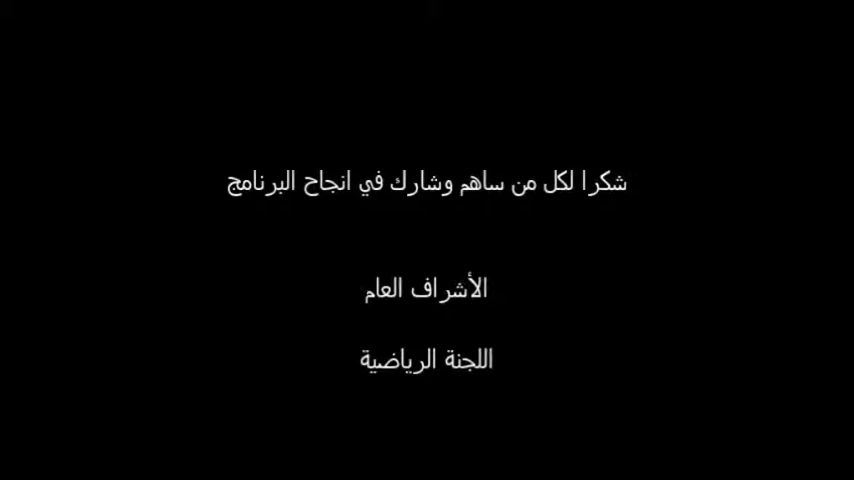 شكرا لكل من ساهم وشارك في انجاح البرنامج
الأشراف العام
اللجنة الرياضية